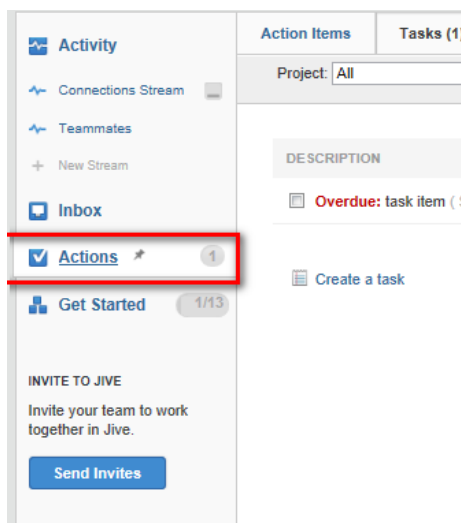 Activity
Connections Stream
Teammates
+ New Stream
Inbox
Actions 1
Get Started 1/13
INVITE TO JIVE
Invite your team to work
together in Jive.
Send Invites
Action Items Tasks (1)
Project: All
DESCRIPTION
Overdue: task item (
Create a task